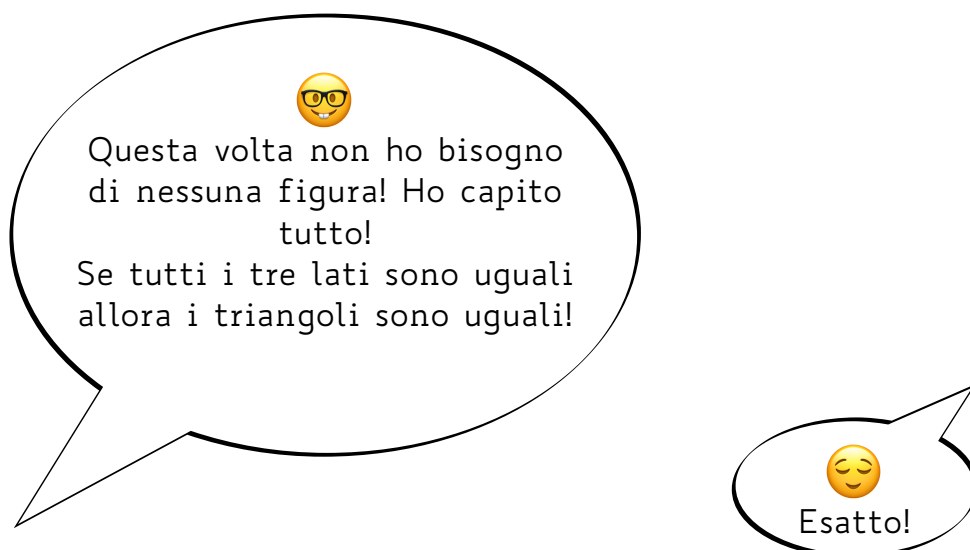 Questa volta non ho bisogno
di nessuna figura! Ho capito
tutto!
Se tutti i tre lati sono uguali
allora i triangoli sono uguali!
Esatto!